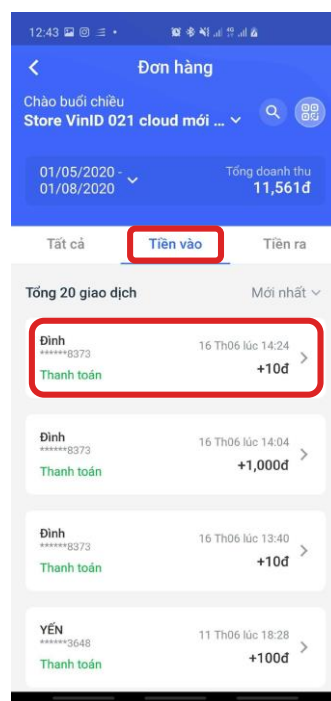 12:43
Đơn hàng
Chào buổi chiều
Store VinID 021 cloud mới ...
01/05/2020 -
01/08/2020
Tổng doanh thu
11,561đ
Tất cả
Tiền vào
Tiền ra
Tổng 20 giao dịch
Mới nhất
Đình
******8373
Thanh toán
16 Th06 lúc 14:24
+10đ
Đình
******8373
Thanh toán
16 Th06 lúc 14:04
+1,000đ
Đình
******8373
Thanh toán
16 Th06 lúc 13:40
+10đ
YẾN
******3648
Thanh toán
11 Th06 lúc 18:28
+100đ